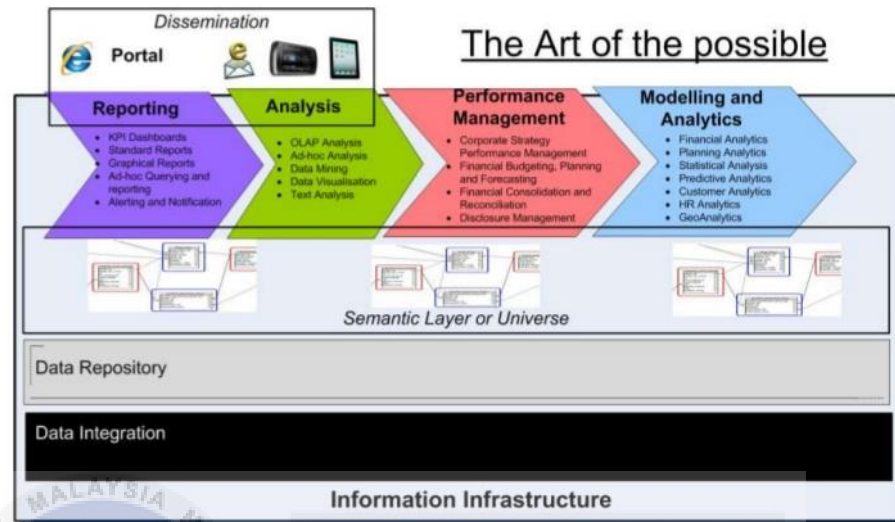 Dissemination
Portal
The Art of the possible
Reporting
• KPI Dashboards
• Standard Reports
• Graphical Reports
• Ad-hoc Querying and
reporting
• Alerting and Notification
Analysis
• OLAP Analysis
• Ad-hoc Analysis
• Data Mining
• Data Visualisation
• Text Analysis
Performance
Management
• Corporate Strategy
Performance Management
• Financial Budgeting, Planning
and Forecasting
• Financial Consolidation and
Reconciliation
• Disclosure Management
Modelling and
Analytics
• Financial Analytics
• Planning Analytics
• Statistical Analysis
• Predictive Analytics
• Customer Analytics
• HR Analytics
• GeoAnalytics
Semantic Layer or Universe
Data Repository
Data Integration
MALAYSIA
Information Infrastructure